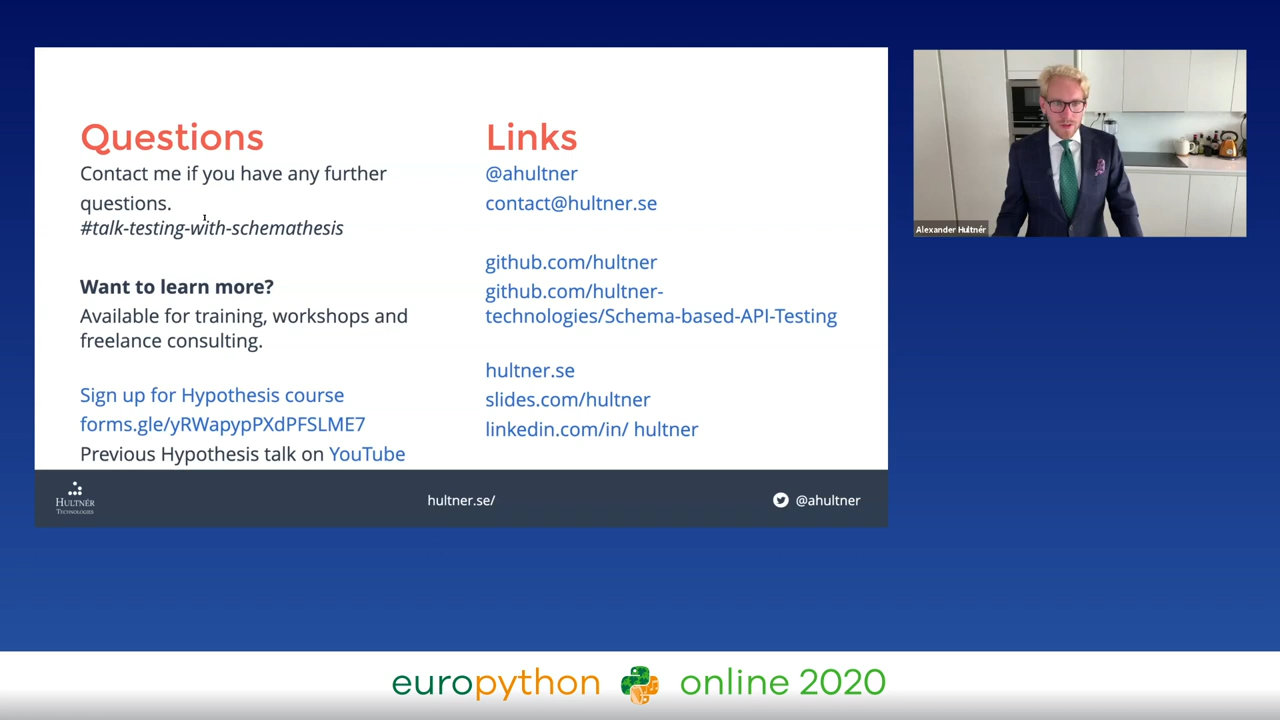 Questions
Contact me if you have any further
questions.
#talk-testing-with-schemathesis
Want to learn more?
Available for training, workshops and
freelance consulting.
Sign up for Hypothesis course
forms.gle/yRWapypPXdPFSLME7
Previous Hypothesis talk on YouTube
Links
@ahultner
contact@hultner.se
github.com/hultner
github.com/hultner-
technologies/Schema-based-API-Testing
hultner.se
slides.com/hultner
linkedin.com/in/ hultner
HULTNÉR
TECHNOLOGIES
hultner.se/
@ahultner
Alexander Hultnér
europython online 2020